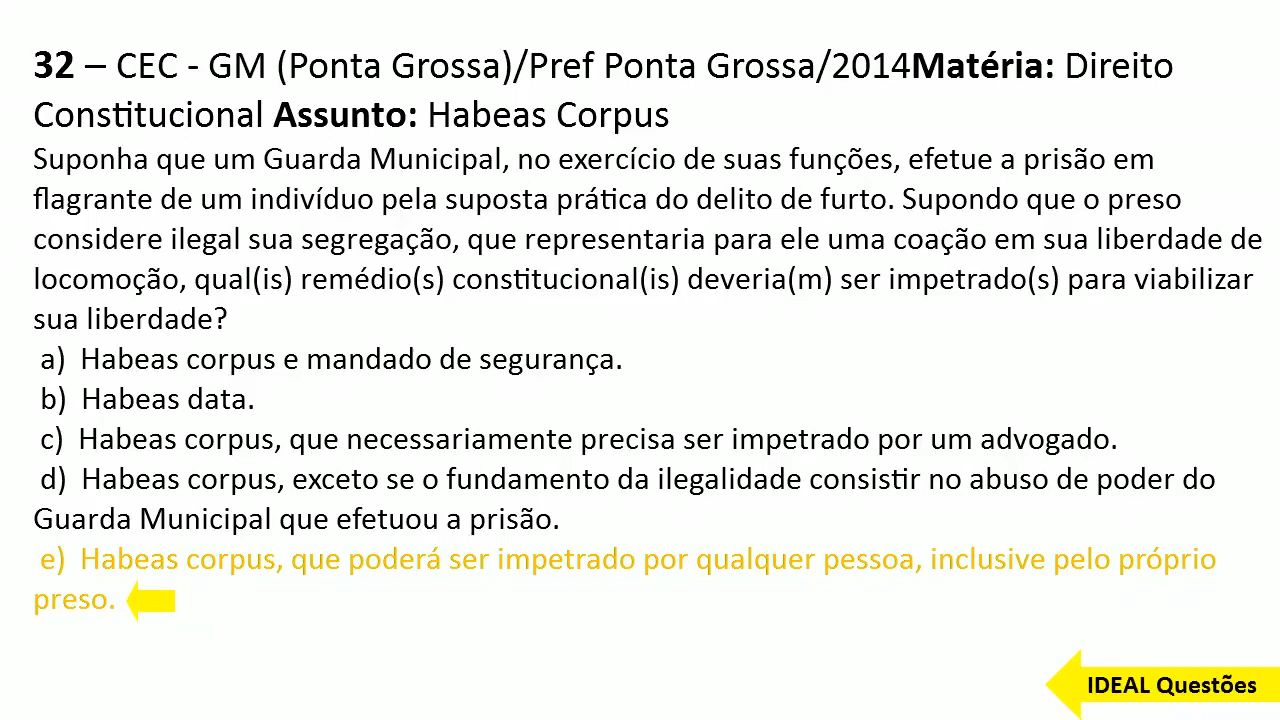 32 – CEC - GM (Ponta Grossa)/Pref Ponta Grossa/2014Matéria: Direito
Constitucional Assunto: Habeas Corpus
Suponha que um Guarda Municipal, no exercício de suas funções, efetue a prisão em
flagrante de um indivíduo pela suposta prática do delito de furto. Supondo que o preso
considere ilegal sua segregação, que representaria para ele uma coação em sua liberdade de
locomoção, qual(is) remédio(s) constitucional(is) deveria(m) ser impetrado(s) para viabilizar
sua liberdade?
a) Habeas corpus e mandado de segurança.
b) Habeas data.
c) Habeas corpus, que necessariamente precisa ser impetrado por um advogado.
d) Habeas corpus, exceto se o fundamento da ilegalidade consistir no abuso de poder do
Guarda Municipal que efetuou a prisão.
e) Habeas corpus, que poderá ser impetrado por qualquer pessoa, inclusive pelo próprio
preso.
IDEAL Questões